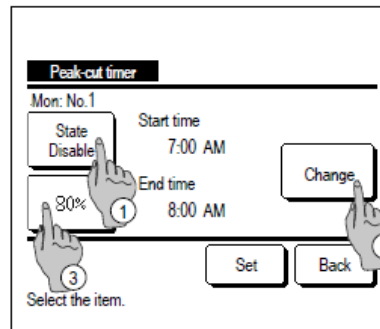 Peak-cut timer
Mon: No.1
State
Disable
Start time
7:00 AM
1
80%
End time
8:00 AM
Change
3
Set
Back
Select the item.